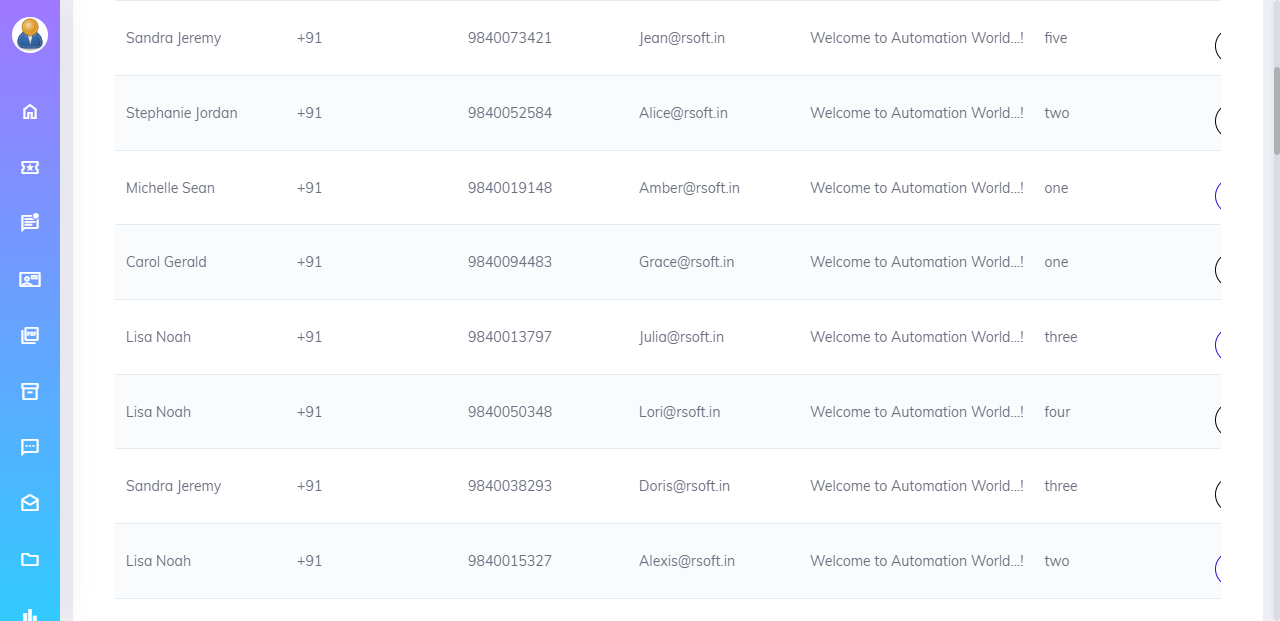 Sandra Jeremy +91 9840073421 Jean@rsoft.in Welcome to Automation World...! five
Stephanie Jordan +91 9840052584 Alice@rsoft.in Welcome to Automation World...! two
Michelle Sean +91 9840019148 Amber@rsoft.in Welcome to Automation World...! one
Carol Gerald +91 9840094483 Grace@rsoft.in Welcome to Automation World...! one
Lisa Noah +91 9840013797 Julia@rsoft.in Welcome to Automation World...! three
Lisa Noah +91 9840050348 Lori@rsoft.in Welcome to Automation World...! four
Sandra Jeremy +91 9840038293 Doris@rsoft.in Welcome to Automation World...! three
Lisa Noah +91 9840015327 Alexis@rsoft.in Welcome to Automation World...! two